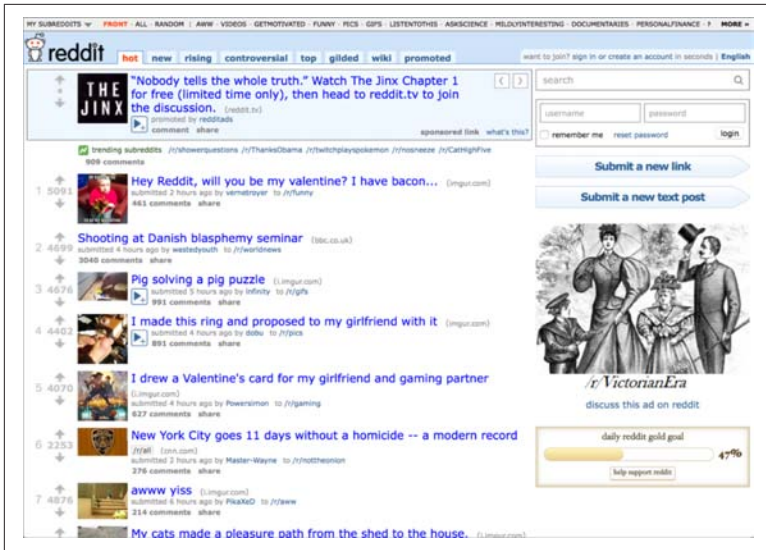 MY SUBREDDITS FRONT - ALL - RANDOM | AWW - VIDEOS - GETMOTIVATED - FUNNY - PICS - GIFS - LISTENTOTHIS - ASKSCIENCE - MILDLYINTERESTING - DOCUMENTARIES - PERSONALFINANCE - MORE »
reddit hot new rising controversial top gilded wiki promoted
want to join? sign in or create an account in seconds | English
THE JINX
"Nobody tells the whole truth." Watch The Jinx Chapter 1
for free (limited time only), then head to reddit.tv to join
the discussion. (reddit.tv)
promoted by redditads
comment share
sponsored link what's this?
trending subreddits /r/showerquestions /r/ThanksObama /r/twitchplayspokemon /r/nosneeze /r/CatHighFive
909 comments
1 5091 Hey Reddit, will you be my valentine? I have bacon... (imgur.com)
submitted 2 hours ago by vernetroyer to /r/funny
461 comments share
2 4699 Shooting at Danish blasphemy seminar (bbc.co.uk)
submitted 4 hours ago by westedyouth to /r/worldnews
3040 comments share
3 4676 Pig solving a pig puzzle (i.imgur.com)
submitted 5 hours ago by infinity to /r/gifs
991 comments share
4 4402 I made this ring and proposed to my girlfriend with it (imgur.com)
submitted 4 hours ago by dobu to /r/pics
891 comments share
5 4070 I drew a Valentine's card for my girlfriend and gaming partner
(i.imgur.com)
submitted 4 hours ago by Powersimon to /r/gaming
627 comments share
6 2253 New York City goes 11 days without a homicide -- a modern record
/r/all (cnn.com)
submitted 2 hours ago by Master-Wayne to /r/nottheonion
276 comments share
7 4876 awww yiss (i.imgur.com)
submitted 6 hours ago by PikaXeD to /r/aww
214 comments share
My cats made a pleasure path from the shed to the house. (i.imgur.com)
search
username password
remember me reset password login
Submit a new link
Submit a new text post
/r/VictorianEra
discuss this ad on reddit
daily reddit gold goal
47%
help support reddit